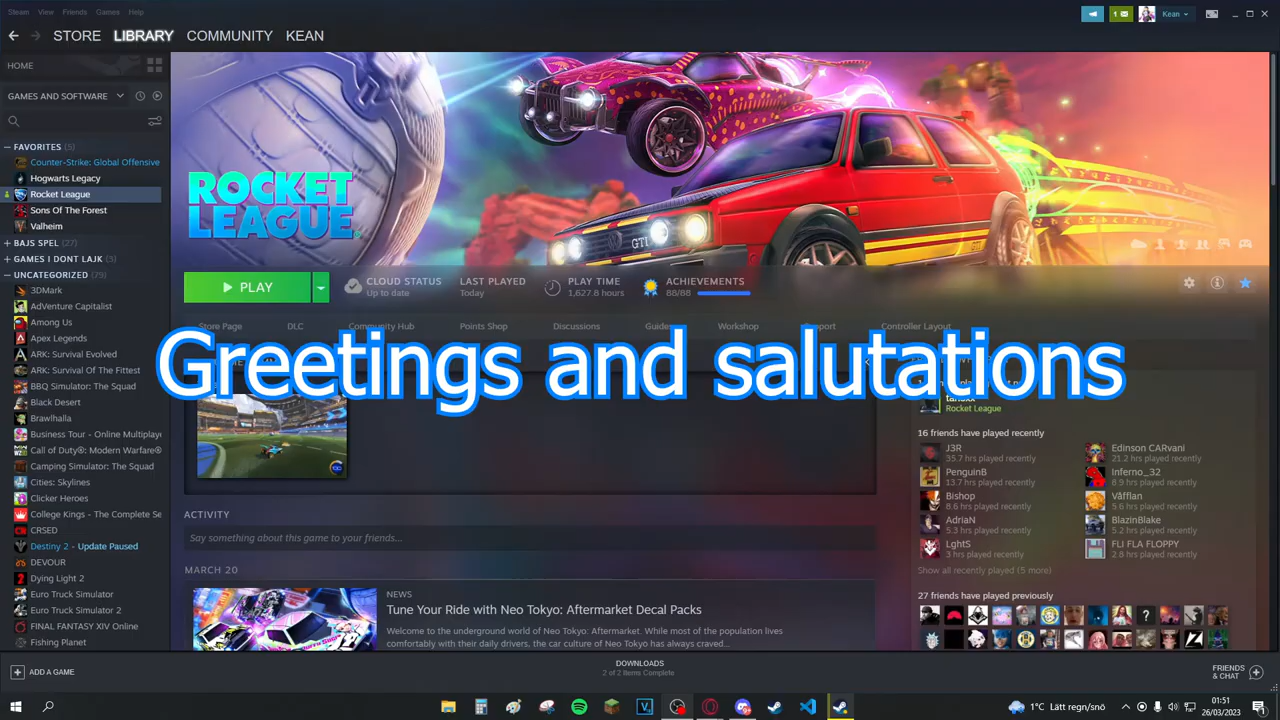 Steam View Friends Games Help
1
Kean
STORE LIBRARY COMMUNITY KEAN
HOME
GAMES AND SOFTWARE
FAVORITES (5)
Counter-Strike: Global Offensive
Hogwarts Legacy
Rocket League
Sons Of The Forest
Valheim
BAJS SPEL (27)
GAMES I DONT LAJK (5)
UNCATEGORIZED (79)
3DMark
AdVenture Capitalist
Among Us
Apex Legends
ARK: Survival Evolved
ARK: Survival Of The Fittest
BBQ Simulator: The Squad
Black Desert
Brawlhalla
Business Tour - Online Multiplaye
Call of Duty®: Modern Warfare®
Camping Simulator: The Squad
Cities: Skylines
Clicker Heroes
College Kings - The Complete Se
CRSED
Destiny 2 - Update Paused
DEVOUR
Dying Light 2
Euro Truck Simulator
Euro Truck Simulator 2
FINAL FANTASY XIV Online
Fishing Planet
ROCKET
LEAGUE
GTI
PLAY
CLOUD STATUS
Up to date
LAST PLAYED
Today
PLAY TIME
1,627.8 hours
ACHIEVEMENTS
88/88
Store Page DLC Community Hub Points Shop Discussions Guides Workshop Support Controller Layout
Greetings and salutations
Rocket League
16 friends have played recently
J3R
35.7 hrs played recently
Edinson CARvani
21.2 hrs played recently
PenguinB
13.7 hrs played recently
Inferno_32
8.9 hrs played recently
Bishop
8.6 hrs played recently
Våfflan
5.6 hrs played recently
AdriaN
5.3 hrs played recently
BlazinBlake
5.2 hrs played recently
LghtS
3 hrs played recently
FLI FLA FLOPPY
2.8 hrs played recently
Show all recently played (5 more)
27 friends have played previously
ACTIVITY
Say something about this game to your friends...
MARCH 20
NEWS
Tune Your Ride with Neo Tokyo: Aftermarket Decal Packs
Welcome to the underground world of Neo Tokyo: Aftermarket. While most of the population lives
comfortably with their daily drivers, the car culture of Neo Tokyo has always craved...
ADD A GAME
DOWNLOADS
2 of 2 Items Complete
FRIENDS
& CHAT
1°C Lätt regn/snö
01:51
26/03/2023